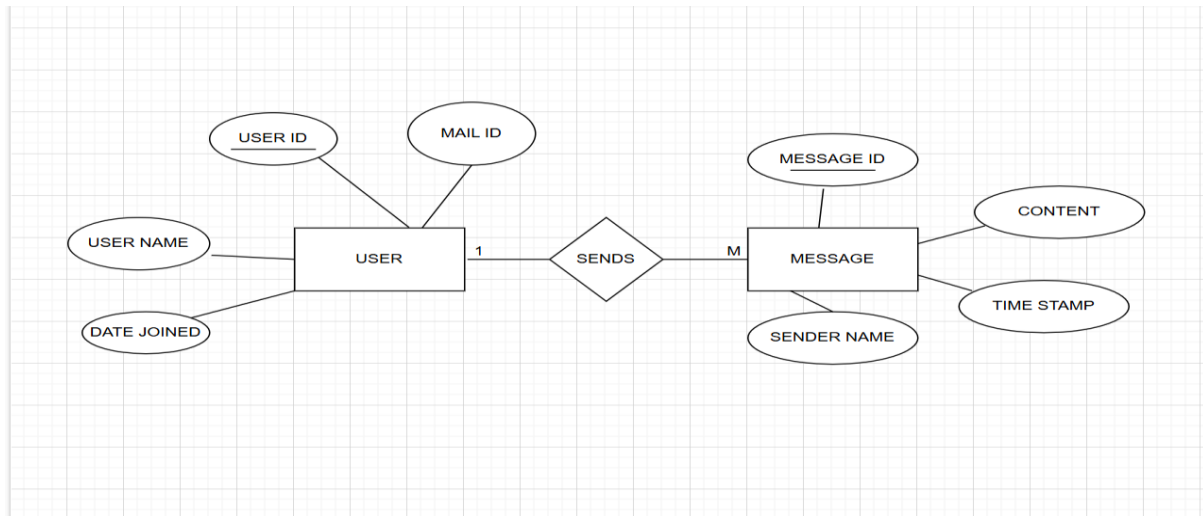 USER ID
MAIL ID
MESSAGE ID
CONTENT
USER NAME
USER
1
SENDS
M
MESSAGE
TIME STAMP
DATE JOINED
SENDER NAME